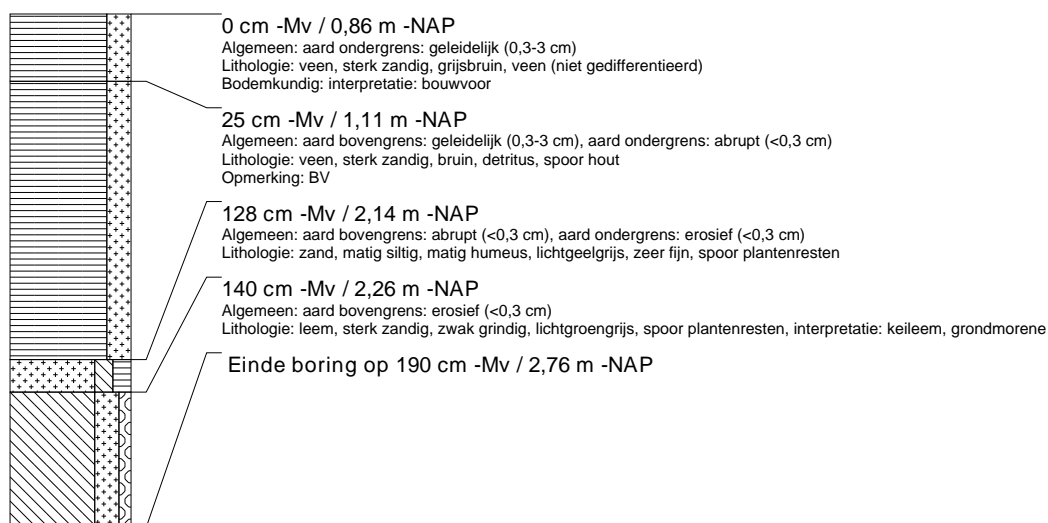 0 cm -Mv / 0,86 m -NAP
Algemeen: aard ondergrens: geleidelijk (0,3-3 cm)
Lithologie: veen, sterk zandig, grijsbruin, veen (niet gedifferentieerd)
Bodemkundig: interpretatie: bouwvoor
25 cm -Mv / 1,11 m -NAP
Algemeen: aard bovengrens: geleidelijk (0,3-3 cm), aard ondergrens: abrupt (<0,3 cm)
Lithologie: veen, sterk zandig, bruin, detritus, spoor hout
Opmerking: BV
128 cm -Mv / 2,14 m -NAP
Algemeen: aard bovengrens: abrupt (<0,3 cm), aard ondergrens: erosief (<0,3 cm)
Lithologie: zand, matig siltig, matig humeus, lichtgeelgrijs, zeer fijn, spoor plantenresten
140 cm -Mv / 2,26 m -NAP
Algemeen: aard bovengrens: erosief (<0,3 cm)
Lithologie: leem, sterk zandig, zwak grindig, lichtgroengrijs, spoor plantenresten, interpretatie: keileem, grondmorene
Einde boring op 190 cm -Mv / 2,76 m -NAP